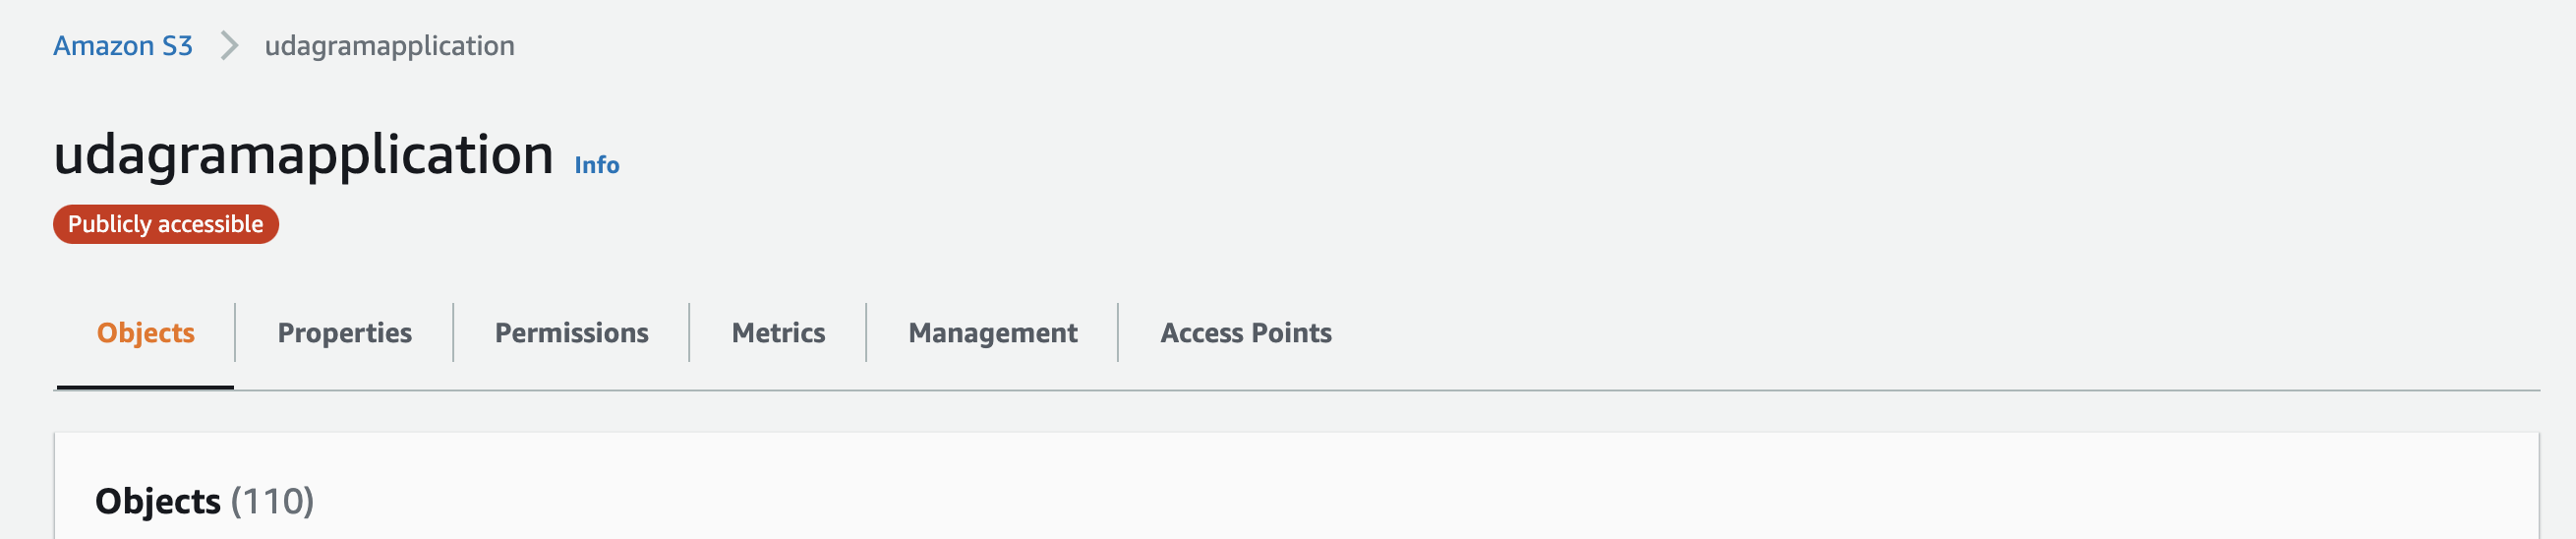 Amazon S3 > udagramapplication
udagramapplication Info
Publicly accessible
Objects Properties Permissions Metrics Management Access Points
Objects (110)